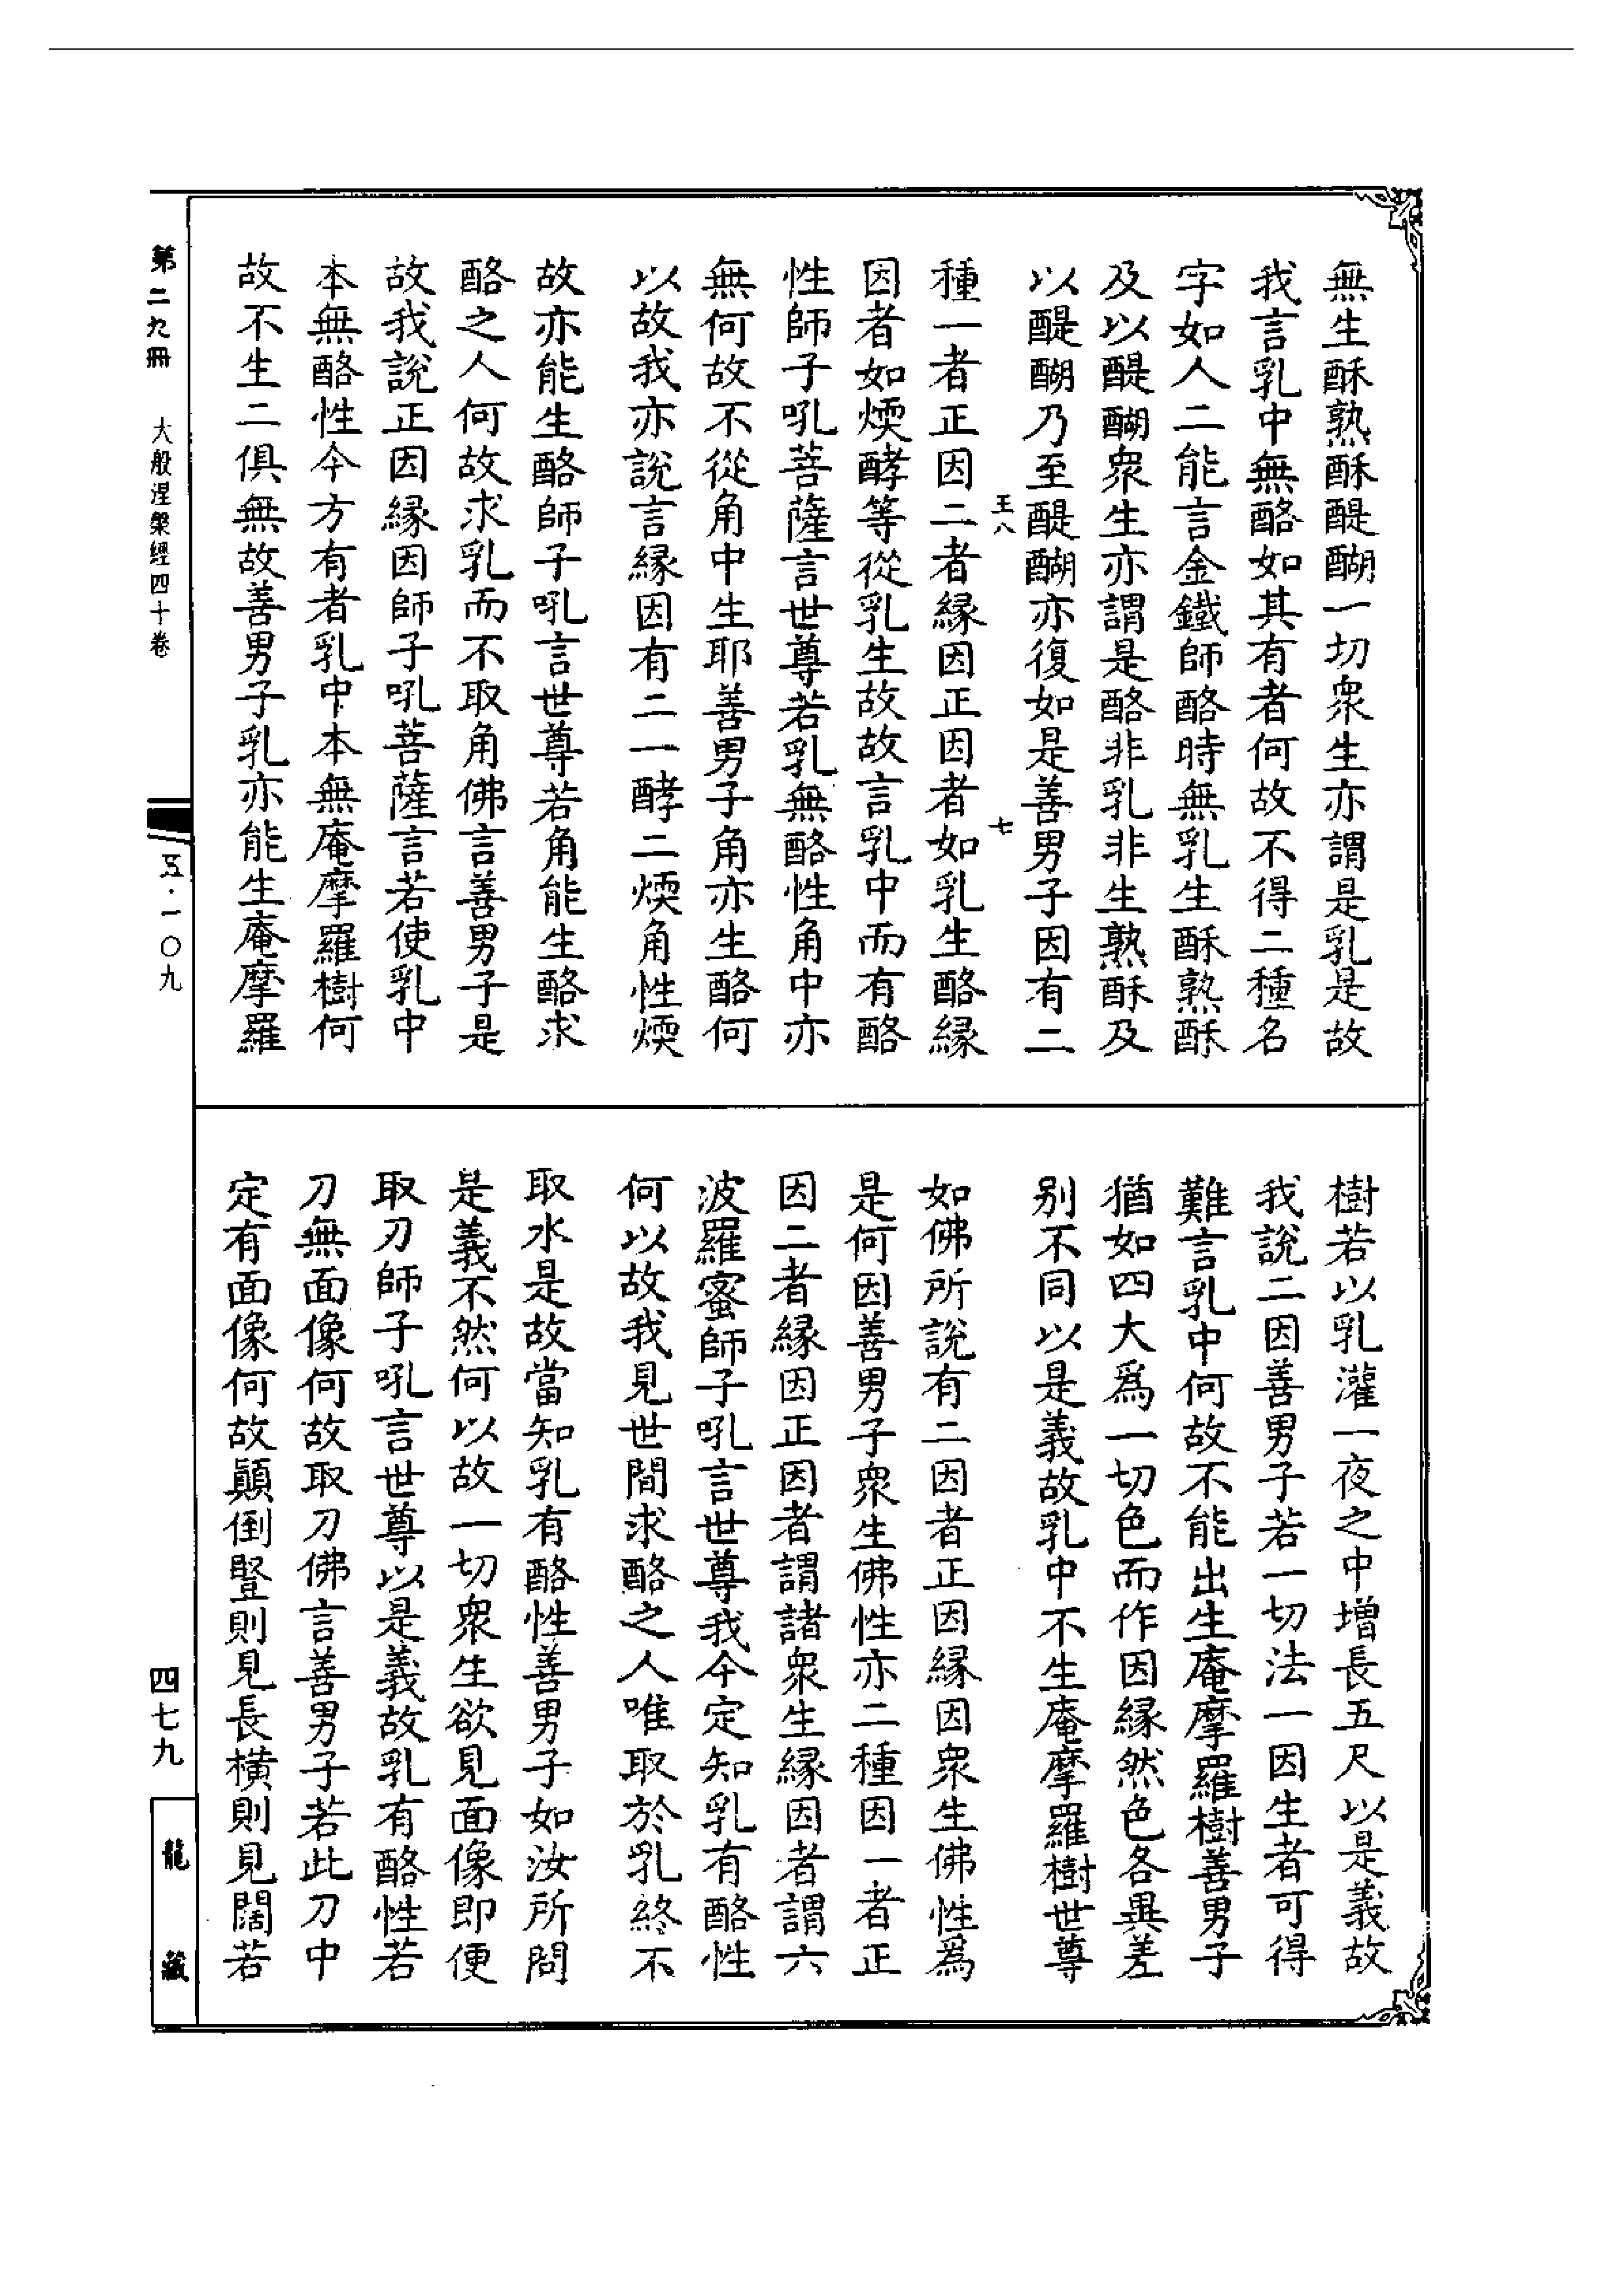 無生酥熟酥醍醐一切衆生亦謂是乳是故
我言乳中無酪如其有者何故不得二種名
字如人二能言金鐵師酪時無乳生酥熟酥
及以醍醐衆生亦謂是酪非乳非生熟酥及
以醍醐乃至醍醐亦復如是善男子因有二
王八 七
種一者正因二者緣因正因者如乳生酪緣
因者如煗酵等從乳生故故言乳中而有酪
性師子吼菩薩言世尊若乳無酪性角中亦
無何故不從角中生耶善男子角亦生酪何
以故我亦說言緣因有二一酵二煗角性煗
故亦能生酪師子吼言世尊若角能生酪求
酪之人何故求乳而不取角佛言善男子是
故我說正因緣因師子吼菩薩言若使乳中
本無酪性今方有者乳中本無庵摩羅樹何
故不生二俱無故善男子乳亦能生庵摩羅
樹若以乳灌一夜之中增長五尺以是義故
我說二因善男子若一切法一因生者可得
難言乳中何故不能出生庵摩羅樹善男子
猶如四大爲一切色而作因緣然色各異差
别不同以是義故乳中不生庵摩羅樹世尊
如佛所說有二因者正因緣因衆生佛性爲
是何因善男子衆生佛性亦二種因一者正
因二者緣因正因者謂諸衆生緣因者謂六
波羅蜜師子吼言世尊我今定知乳有酪性
何以故我見世間求酪之人唯取於乳終不
取水是故當知乳有酪性善男子如汝所問
是義不然何以故一切衆生欲見面像即便
取刀師子吼言世尊以是義故乳有酪性若
刀無面像何故取刀佛言善男子若此刀中
定有面像何故顛倒豎則見長橫則見闊若
第二九冊 大般涅槃經四十卷 五·一〇九
四七九 龍藏